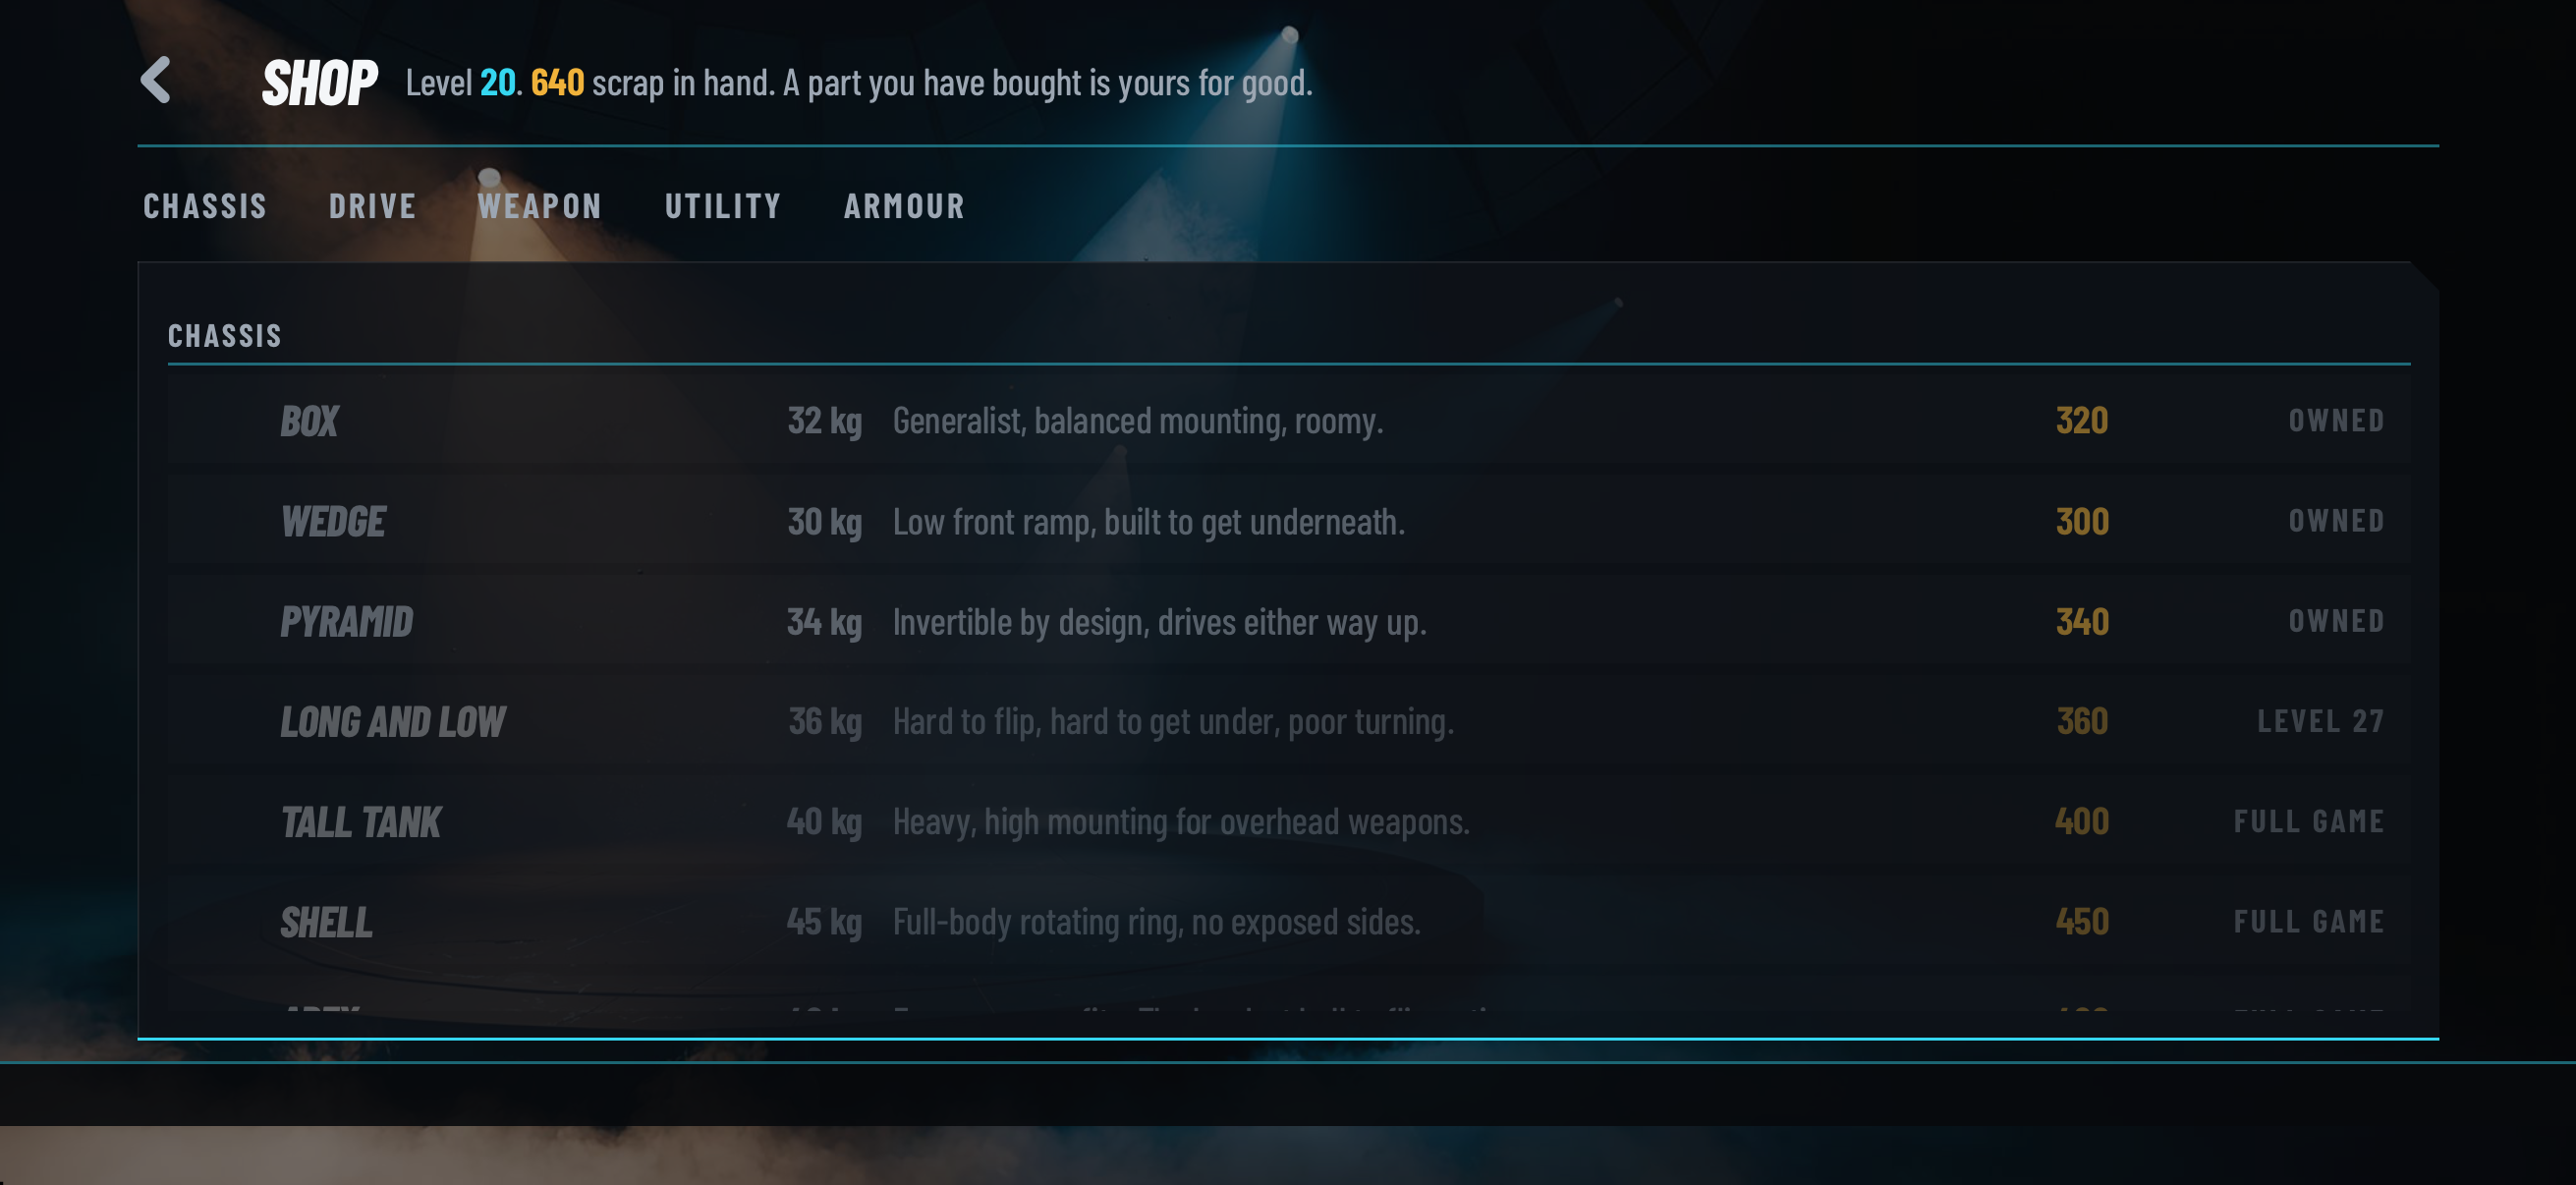 SHOP Level 20. 640 scrap in hand. A part you have bought is yours for good.
CHASSIS DRIVE WEAPON UTILITY ARMOUR
CHASSIS
BOX 32 kg Generalist, balanced mounting, roomy. 320 OWNED
WEDGE 30 kg Low front ramp, built to get underneath. 300 OWNED
PYRAMID 34 kg Invertible by design, drives either way up. 340 OWNED
LONG AND LOW 36 kg Hard to flip, hard to get under, poor turning. 360 LEVEL 27
TALL TANK 40 kg Heavy, high mounting for overhead weapons. 400 FULL GAME
SHELL 45 kg Full-body rotating ring, no exposed sides. 450 FULL GAME